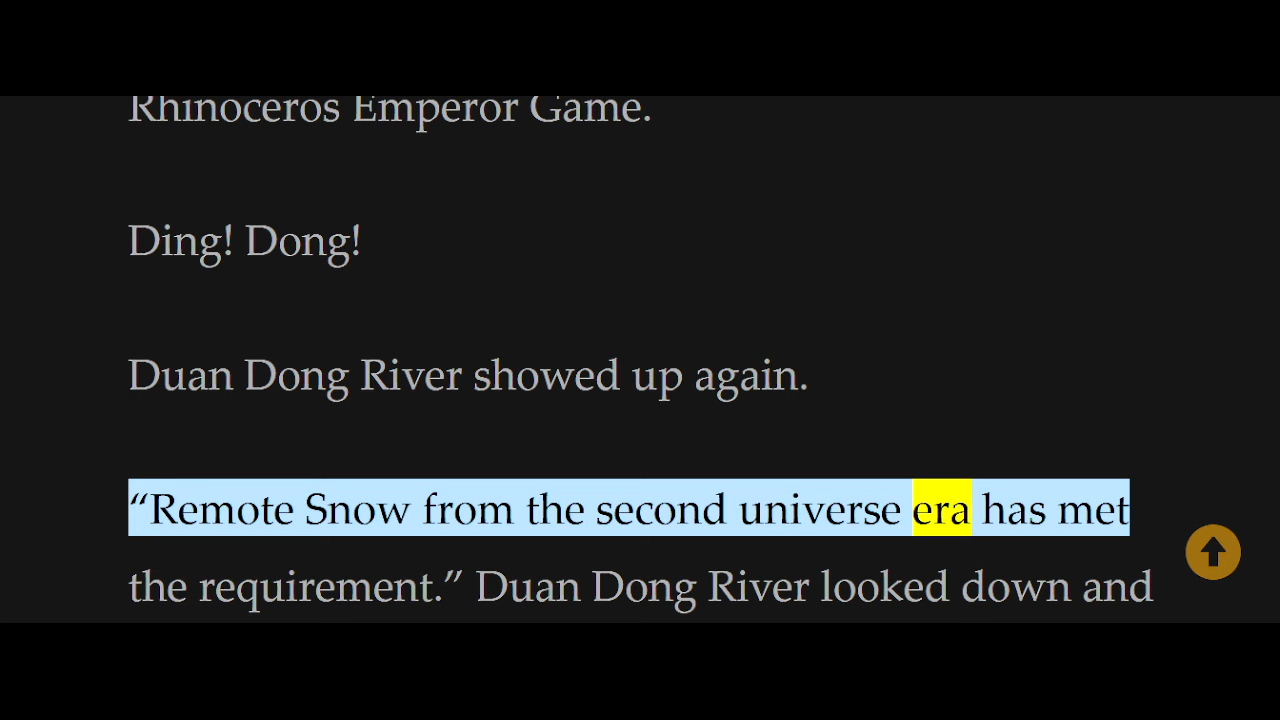 Rhinoceros Emperor Game.
Ding! Dong!
Duan Dong River showed up again.
“Remote Snow from the second universe era has met
the requirement.” Duan Dong River looked down and